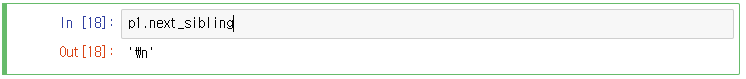 In [18]: p1.next_sibling
Out[18]: '₩n'